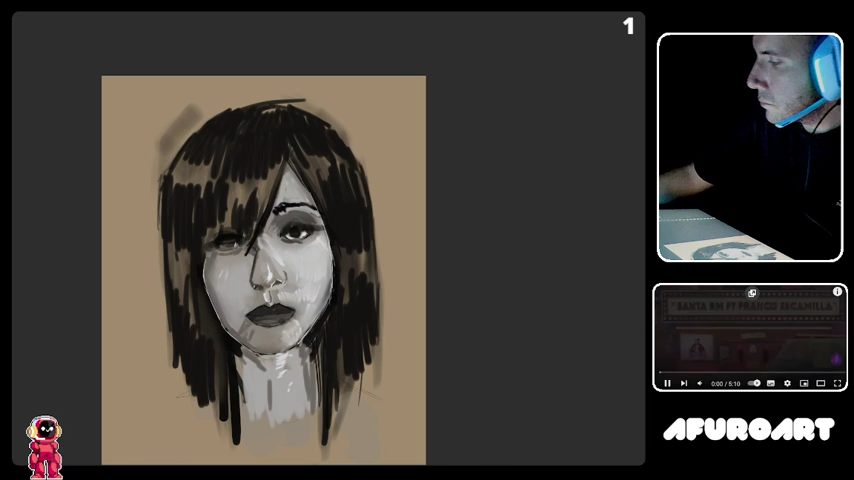 1
SANTA RM FT FRANCO ESCAMILLA
0:00 / 5:10
AFUROART